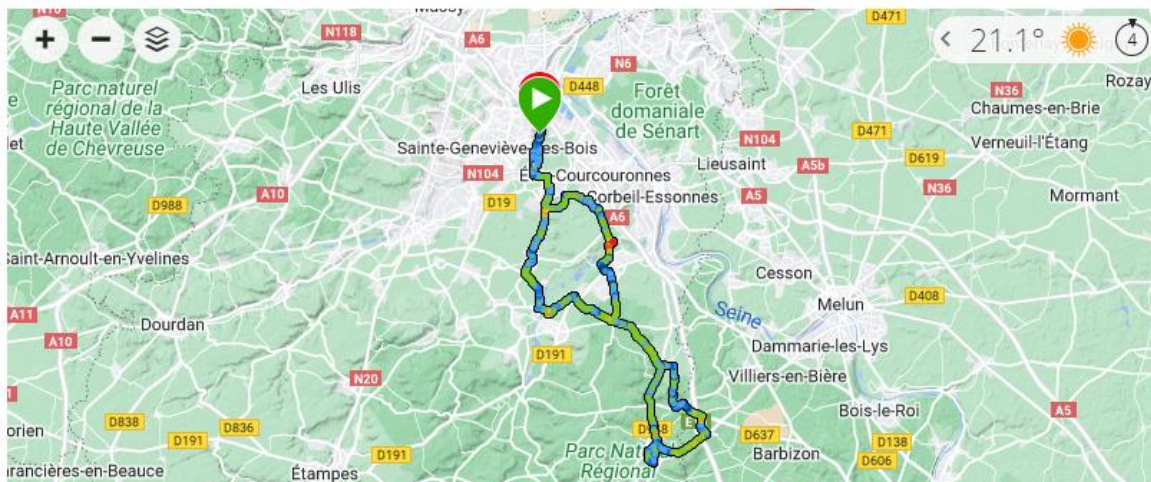 D471
+
−
N118
A6
N6
21.1°
4
Rozay
Les Ulis
D448
N36
Parc naturel
régional de la
Haute Vallée
de Chevreuse
Forêt
domaniale
de Sénart
Chaumes-en-Brie
D471
Verneuil-l'Étang
Sainte-Geneviève-des-Bois
N104
A5b
D619
Lieusaint
N104
A10
Courcouronnes
A5
N36
Corbeil-Essonnes
Mormant
D988
D19
A6
Saint-Arnoult-en-Yvelines
Cesson
D408
Melun
A11
Seine
Dourdan
A10
Dammarie-les-Lys
D191
N20
Villiers-en-Bière
Bois-le-Roi
A5
D838
D836
D191
D637
D138
Barbizon
D606
Étampes
D191
Parc
Régional